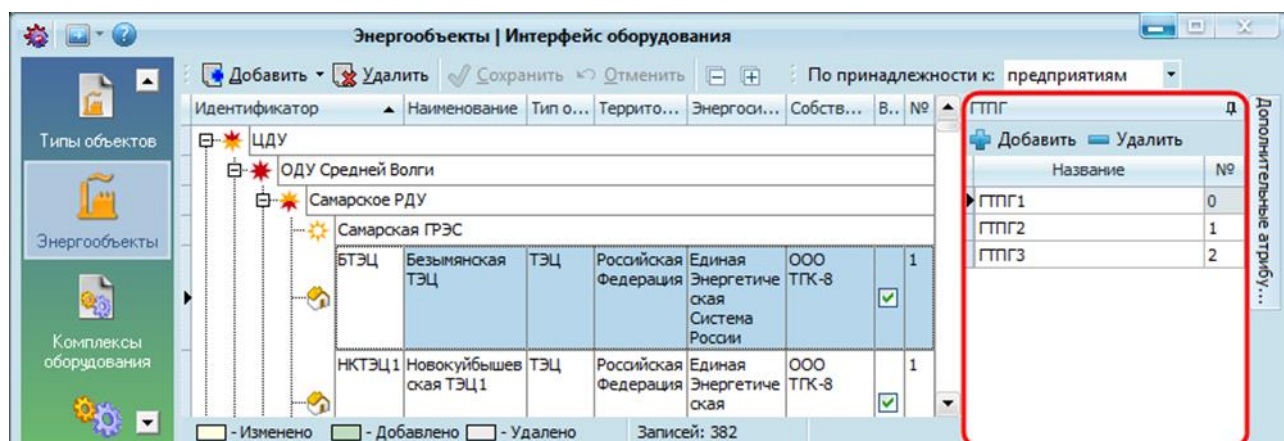 Энергообъекты | Интерфейс оборудования
Добавить Удалить Сохранить Отменить По принадлежности к: предприятиям
Типы объектов
Энергообъекты
Комплексы
оборудования
Идентификатор Наименование Тип о... Террито... Энергоси... Собств... В.. №
ЦДУ
ОДУ Средней Волги
Самарское РДУ
Самарская ГРЭС
БТЭЦ Безымянская ТЭЦ Российская Единая ООО 1
ТЭЦ Федерация Энергетиче ТГК-8
ская
Система
России
НКТЭЦ1 Новокуйбышев ТЭЦ Российская Единая ООО 1
ская ТЭЦ1 Федерация Энергетиче ТГК-8
ская
- Изменено - Добавлено - Удалено Записей: 382
ГТПГ
Добавить Удалить
Название №
ГТПГ1 0
ГТПГ2 1
ГТПГ3 2
Дополнительные атрибу...